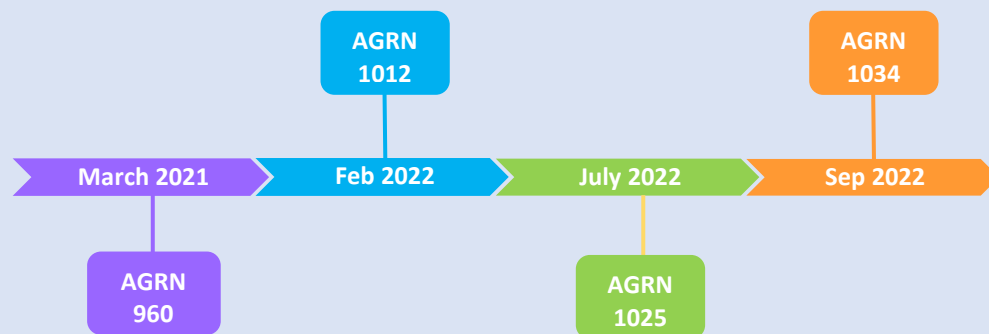 AGRN
1012
AGRN
1034
March 2021
Feb 2022
July 2022
Sep 2022
AGRN
960
AGRN
1025